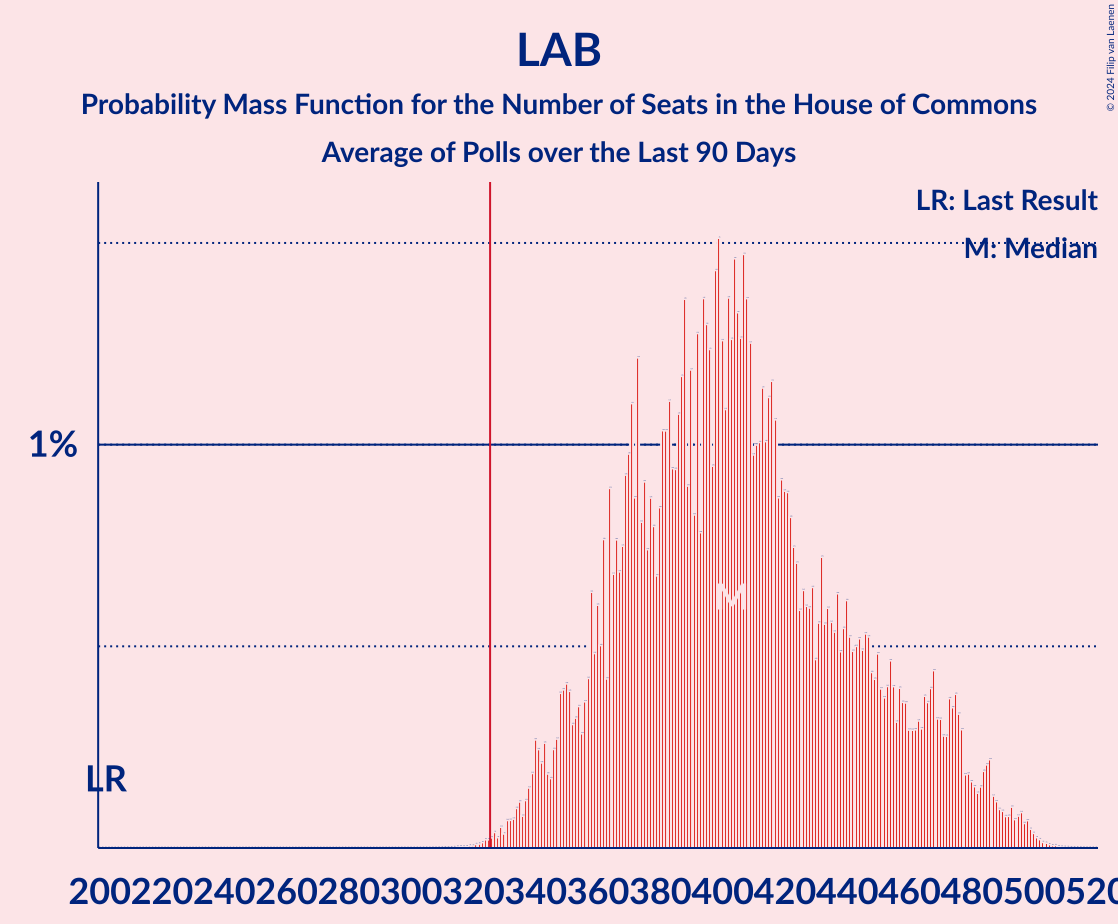 LAB
Probability Mass Function for the Number of Seats in the House of Commons
Average of Polls over the Last 90 Days
© 2024 Filip van Laenen
LR: Last Result
M: Median
1%
M
LR
200220240260280300320340360380400420440460480500520